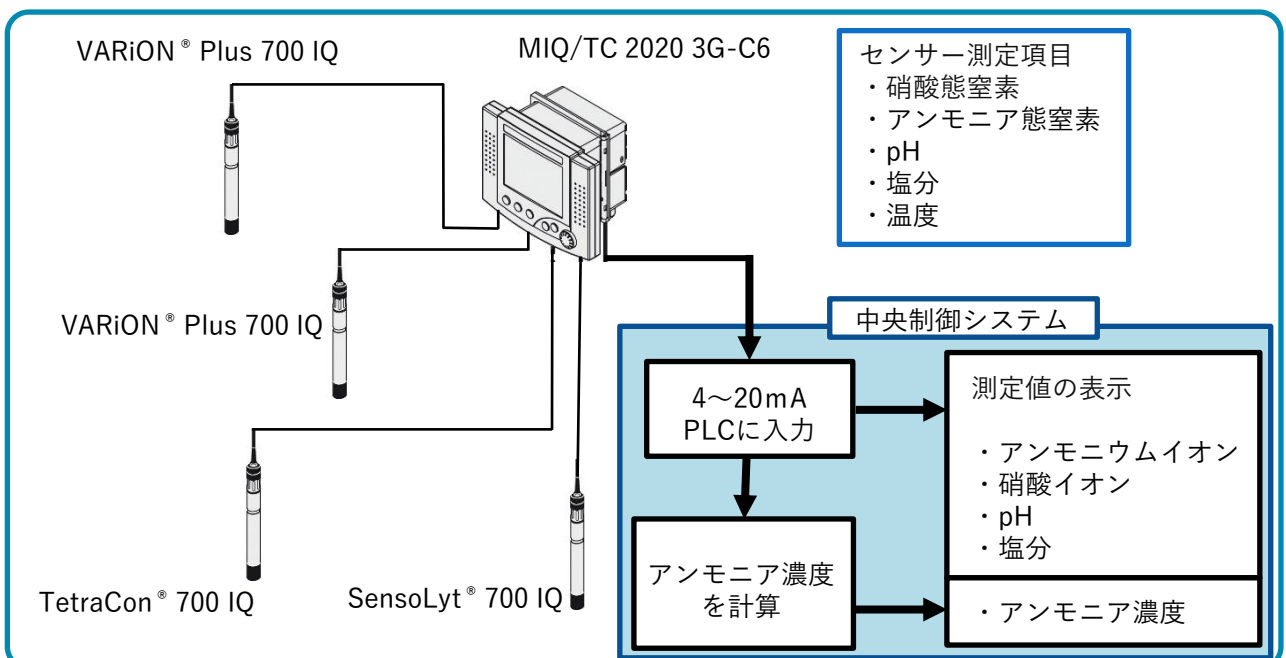 VARiON® Plus 700 IQ
MIQ/TC 2020 3G-C6
センサー測定項目
・硝酸態窒素
・アンモニア態窒素
・pH
・塩分
・温度
VARiON® Plus 700 IQ
TetraCon® 700 IQ
SensoLyt® 700 IQ
中央制御システム
4～20mA
PLCに入力
測定値の表示
・アンモニウムイオン
・硝酸イオン
・pH
・塩分
アンモニア濃度
を計算
・アンモニア濃度